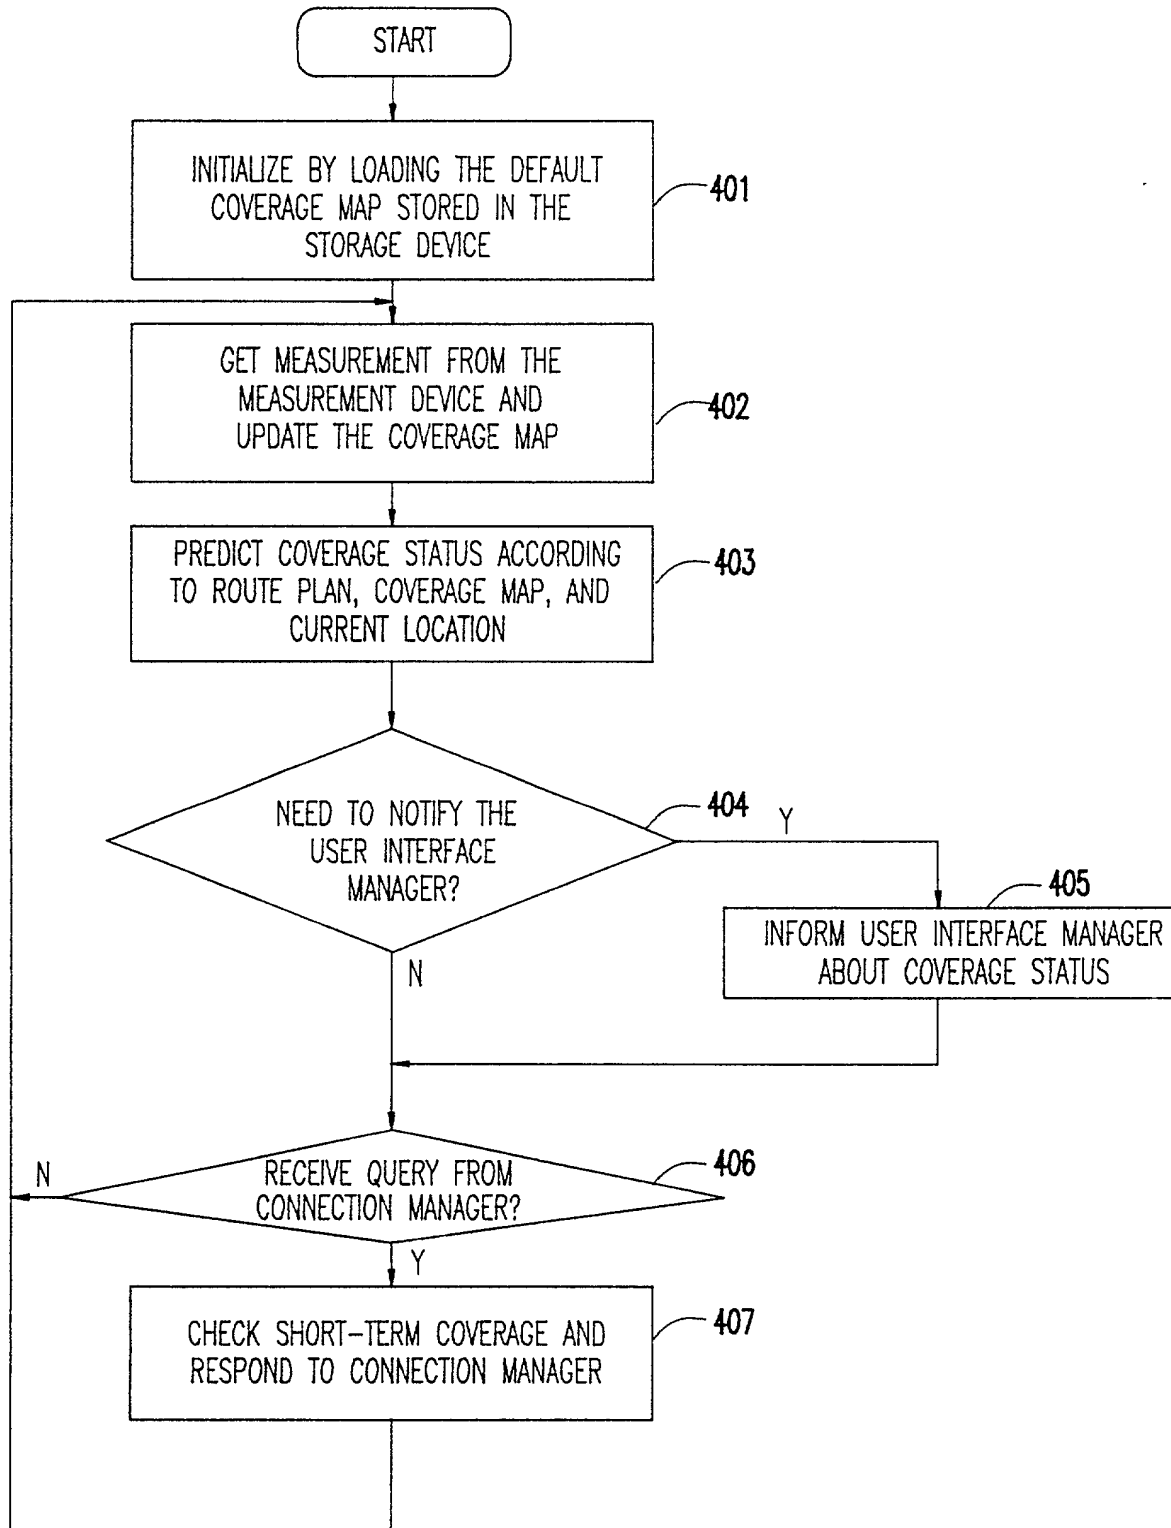 START
INITIALIZE BY LOADING THE DEFAULT
COVERAGE MAP STORED IN THE
STORAGE DEVICE
401
GET MEASUREMENT FROM THE
MEASUREMENT DEVICE AND
UPDATE THE COVERAGE MAP
402
PREDICT COVERAGE STATUS ACCORDING
TO ROUTE PLAN, COVERAGE MAP, AND
CURRENT LOCATION
403
NEED TO NOTIFY THE
USER INTERFACE
MANAGER?
404
Y
405
INFORM USER INTERFACE MANAGER
ABOUT COVERAGE STATUS
N
RECEIVE QUERY FROM
CONNECTION MANAGER?
406
N
Y
CHECK SHORT-TERM COVERAGE AND
RESPOND TO CONNECTION MANAGER
407